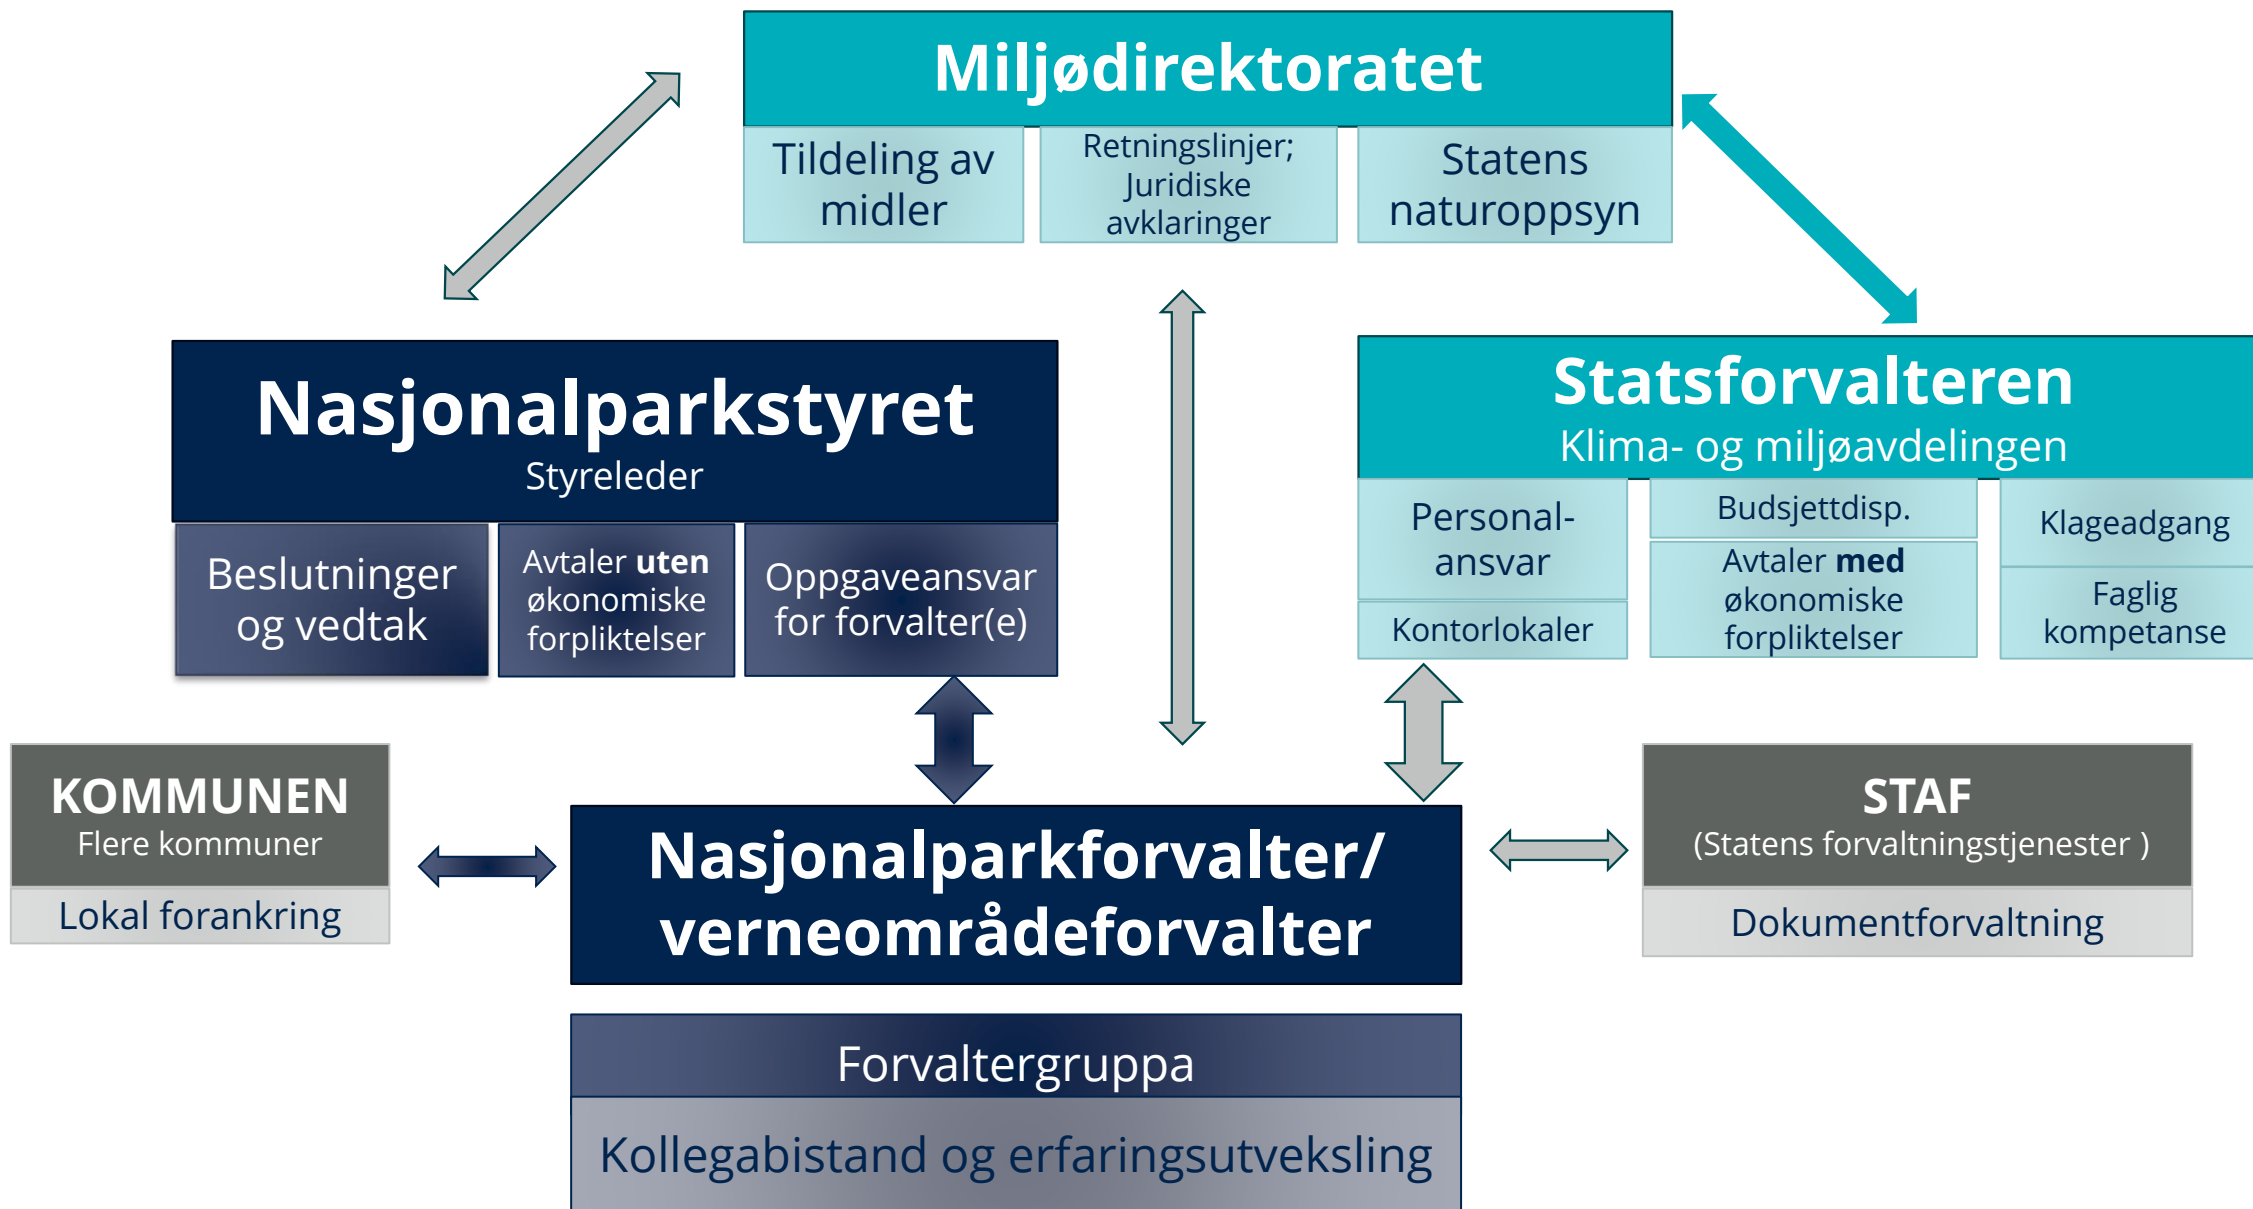 Miljødirektoratet
Tildeling av
midler
Retningslinjer;
Juridiske
avklaringer
Statens
naturoppsyn
Nasjonalparkstyret
Styreleder
Beslutninger
og vedtak
Avtaler uten
økonomiske
forpliktelser
Oppgaveansvar
for forvalter(e)
Statsforvalteren
Klima- og miljøavdelingen
Personal-
ansvar
Kontorlokaler
Budsjettdisp.
Avtaler med
økonomiske
forpliktelser
Klageadgang
Faglig
kompetanse
KOMMUNEN
Flere kommuner
Lokal forankring
Nasjonalparkforvalter/
verneområdeforvalter
STAF
(Statens forvaltningstjenester )
Dokumentforvaltning
Forvaltergruppa
Kollegabistand og erfaringsutveksling